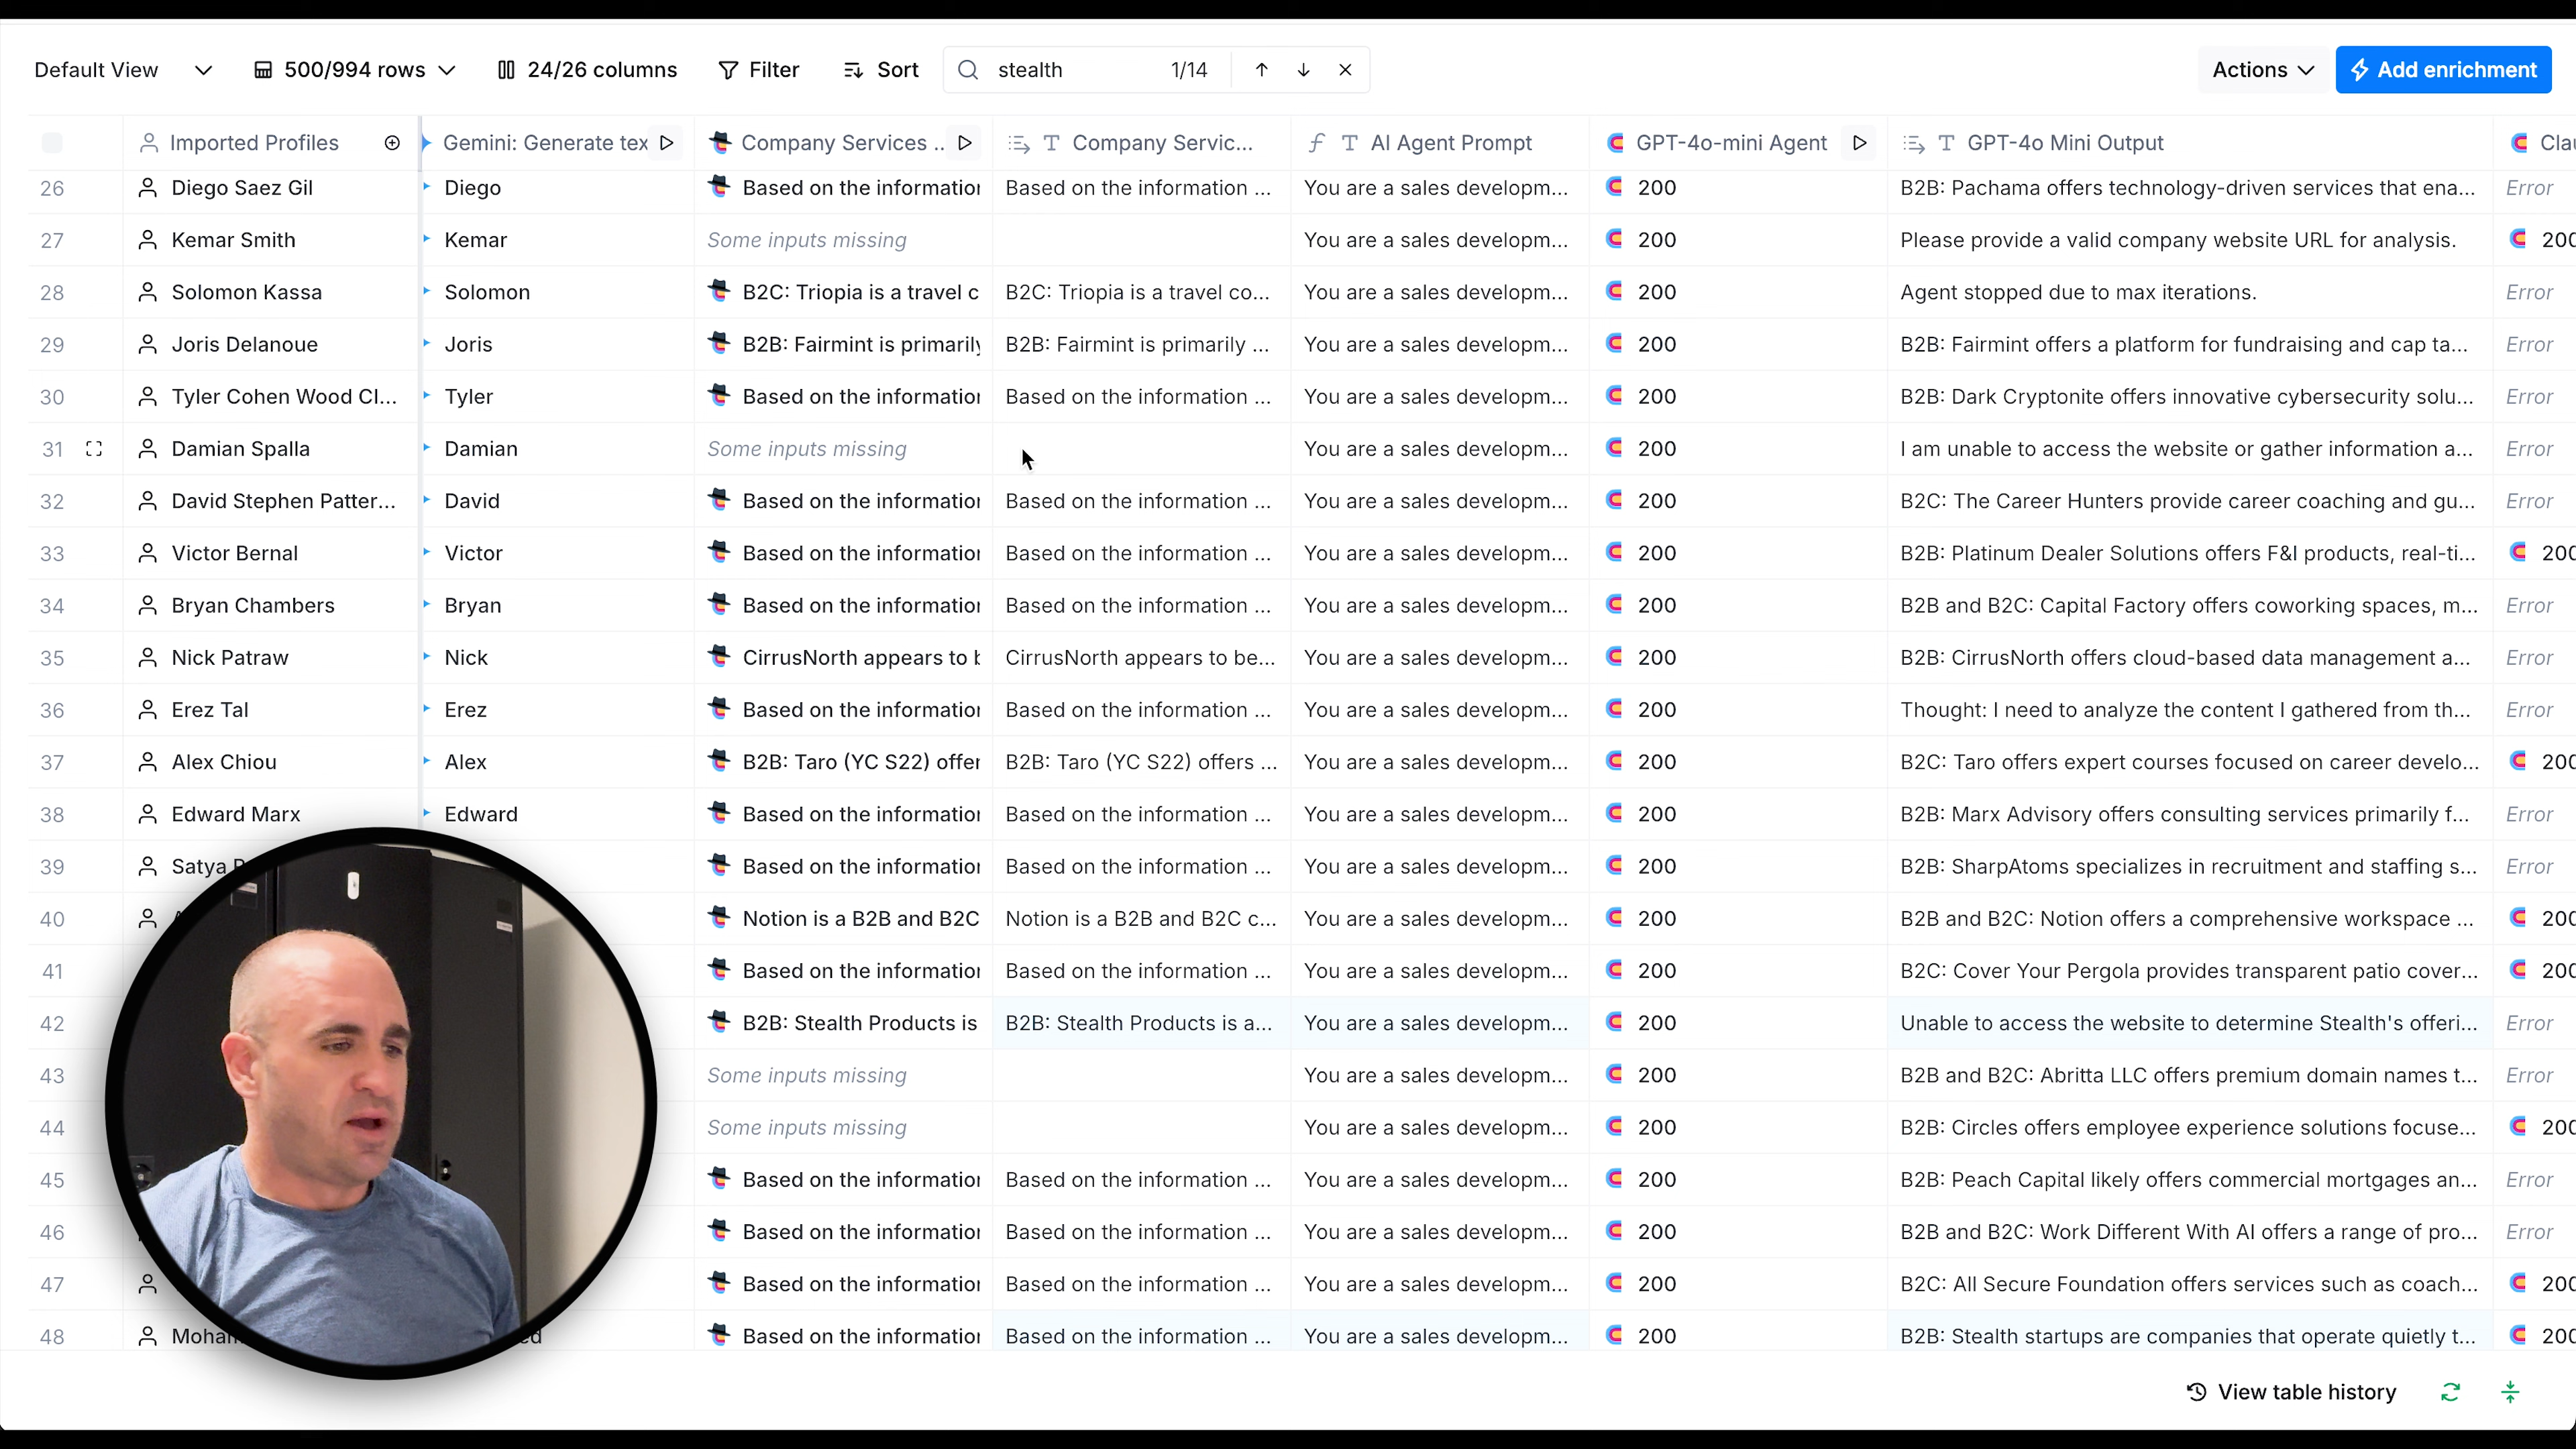 Default View 500/994 rows 24/26 columns Filter Sort stealth 1/14 Actions Add enrichment
Imported Profiles Gemini: Generate tex Company Services .. Company Servic... AI Agent Prompt GPT-4o-mini Agent GPT-4o Mini Output Clau
26 Diego Saez Gil Diego Based on the information Based on the information ... You are a sales developm... 200 B2B: Pachama offers technology-driven services that ena... Error
27 Kemar Smith Kemar Some inputs missing You are a sales developm... 200 Please provide a valid company website URL for analysis. 200
28 Solomon Kassa Solomon B2C: Triopia is a travel c B2C: Triopia is a travel co... You are a sales developm... 200 Agent stopped due to max iterations. Error
29 Joris Delanoue Joris B2B: Fairmint is primarily B2B: Fairmint is primarily ... You are a sales developm... 200 B2B: Fairmint offers a platform for fundraising and cap ta... Error
30 Tyler Cohen Wood CI... Tyler Based on the information Based on the information ... You are a sales developm... 200 B2B: Dark Cryptonite offers innovative cybersecurity solu... Error
31 Damian Spalla Damian Some inputs missing You are a sales developm... 200 I am unable to access the website or gather information a... Error
32 David Stephen Patter... David Based on the information Based on the information ... You are a sales developm... 200 B2C: The Career Hunters provide career coaching and gu... Error
33 Victor Bernal Victor Based on the information Based on the information ... You are a sales developm... 200 B2B: Platinum Dealer Solutions offers F&I products, real-ti... 200
34 Bryan Chambers Bryan Based on the information Based on the information ... You are a sales developm... 200 B2B and B2C: Capital Factory offers coworking spaces, m... Error
35 Nick Patraw Nick CirrusNorth appears to b CirrusNorth appears to be... You are a sales developm... 200 B2B: CirrusNorth offers cloud-based data management a... Error
36 Erez Tal Erez Based on the information Based on the information ... You are a sales developm... 200 Thought: I need to analyze the content I gathered from th... Error
37 Alex Chiou Alex B2B: Taro (YC S22) offer B2B: Taro (YC S22) offers ... You are a sales developm... 200 B2C: Taro offers expert courses focused on career develo... 200
38 Edward Marx Edward Based on the information Based on the information ... You are a sales developm... 200 B2B: Marx Advisory offers consulting services primarily f... Error
39 Satya Based on the information Based on the information ... You are a sales developm... 200 B2B: SharpAtoms specializes in recruitment and staffing s... Error
40 Notion is a B2B and B2C Notion is a B2B and B2C c... You are a sales developm... 200 B2B and B2C: Notion offers a comprehensive workspace ... 200
41 Based on the information Based on the information ... You are a sales developm... 200 B2C: Cover Your Pergola provides transparent patio cover... 200
42 B2B: Stealth Products is B2B: Stealth Products is a... You are a sales developm... 200 Unable to access the website to determine Stealth's offeri... Error
43 Some inputs missing You are a sales developm... 200 B2B and B2C: Abritta LLC offers premium domain names t... Error
44 Some inputs missing You are a sales developm... 200 B2B: Circles offers employee experience solutions focuse... 200
45 Based on the information Based on the information ... You are a sales developm... 200 B2B: Peach Capital likely offers commercial mortgages an... Error
46 Based on the information Based on the information ... You are a sales developm... 200 B2B and B2C: Work Different With AI offers a range of pro... Error
47 Based on the information Based on the information ... You are a sales developm... 200 B2C: All Secure Foundation offers services such as coach... 200
48 Moham ed Based on the information Based on the information ... You are a sales developm... 200 B2B: Stealth startups are companies that operate quietly t... 200
View table history